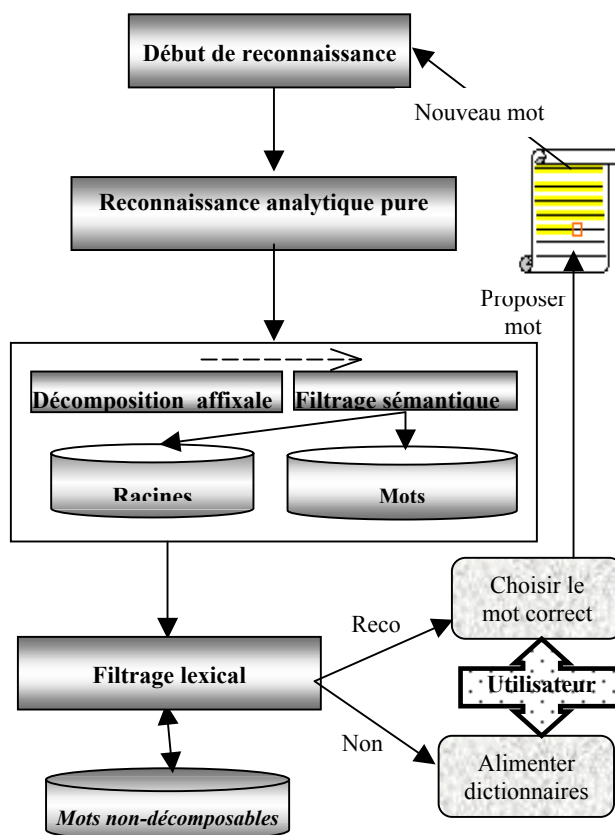 Début de reconnaissance
Nouveau mot
Reconnaissance analytique pure
Proposer
mot
Décomposition affixale
Filtrage sémantique
Racines
Mots
Choisir le
mot correct
Reco
Filtrage lexical
Utilisateur
Non
Alimenter
dictionnaires
Mots non-décomposables